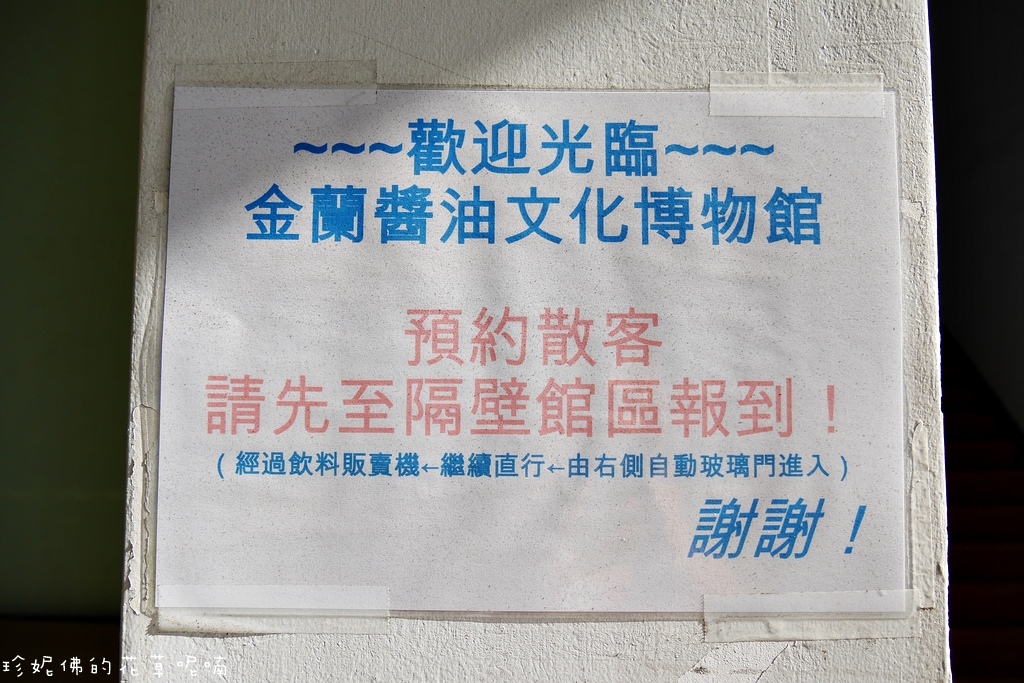 ~~~歡迎光臨~~~
金蘭醬油文化博物館
預約散客
請先至隔壁館區報到！
（經過飲料販賣機←繼續直行←由右側自動玻璃門進入）
謝謝！
珍妮佛的花草呢喃